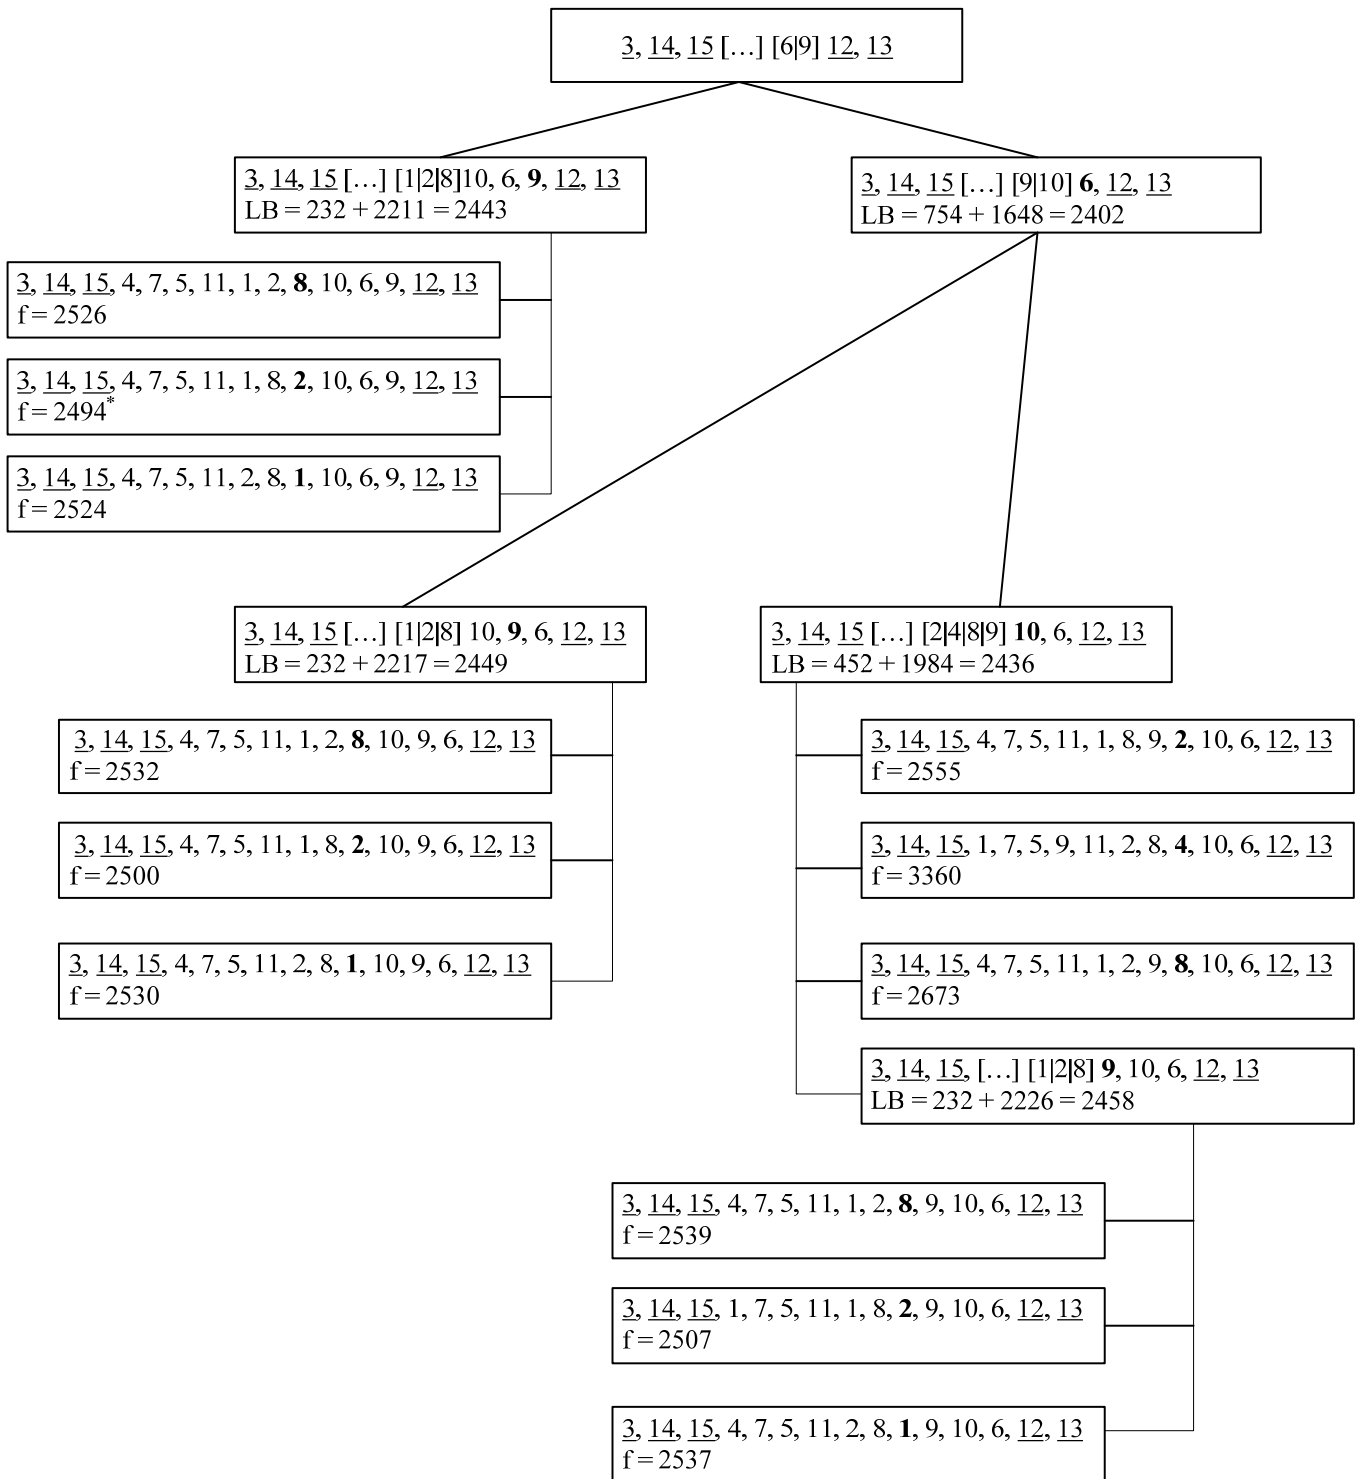 3, 14, 15 […] [6|9] 12, 13
3, 14, 15 […] [1|2|8]10, 6, 9, 12, 13
LB = 232 + 2211 = 2443
3, 14, 15 […] [9|10] 6, 12, 13
LB = 754 + 1648 = 2402
3, 14, 15, 4, 7, 5, 11, 1, 2, 8, 10, 6, 9, 12, 13
f = 2526
3, 14, 15, 4, 7, 5, 11, 1, 8, 2, 10, 6, 9, 12, 13
f = 2494*
3, 14, 15, 4, 7, 5, 11, 2, 8, 1, 10, 6, 9, 12, 13
f = 2524
3, 14, 15 […] [1|2|8] 10, 9, 6, 12, 13
LB = 232 + 2217 = 2449
3, 14, 15 […] [2|4|8|9] 10, 6, 12, 13
LB = 452 + 1984 = 2436
3, 14, 15, 4, 7, 5, 11, 1, 2, 8, 10, 9, 6, 12, 13
f = 2532
3, 14, 15, 4, 7, 5, 11, 1, 8, 2, 10, 9, 6, 12, 13
f = 2500
3, 14, 15, 4, 7, 5, 11, 2, 8, 1, 10, 9, 6, 12, 13
f = 2530
3, 14, 15, 4, 7, 5, 11, 1, 8, 9, 2, 10, 6, 12, 13
f = 2555
3, 14, 15, 1, 7, 5, 9, 11, 2, 8, 4, 10, 6, 12, 13
f = 3360
3, 14, 15, 4, 7, 5, 11, 1, 2, 9, 8, 10, 6, 12, 13
f = 2673
3, 14, 15, […] [1|2|8] 9, 10, 6, 12, 13
LB = 232 + 2226 = 2458
3, 14, 15, 4, 7, 5, 11, 1, 2, 8, 9, 10, 6, 12, 13
f = 2539
3, 14, 15, 1, 7, 5, 11, 1, 8, 2, 9, 10, 6, 12, 13
f = 2507
3, 14, 15, 4, 7, 5, 11, 2, 8, 1, 9, 10, 6, 12, 13
f = 2537